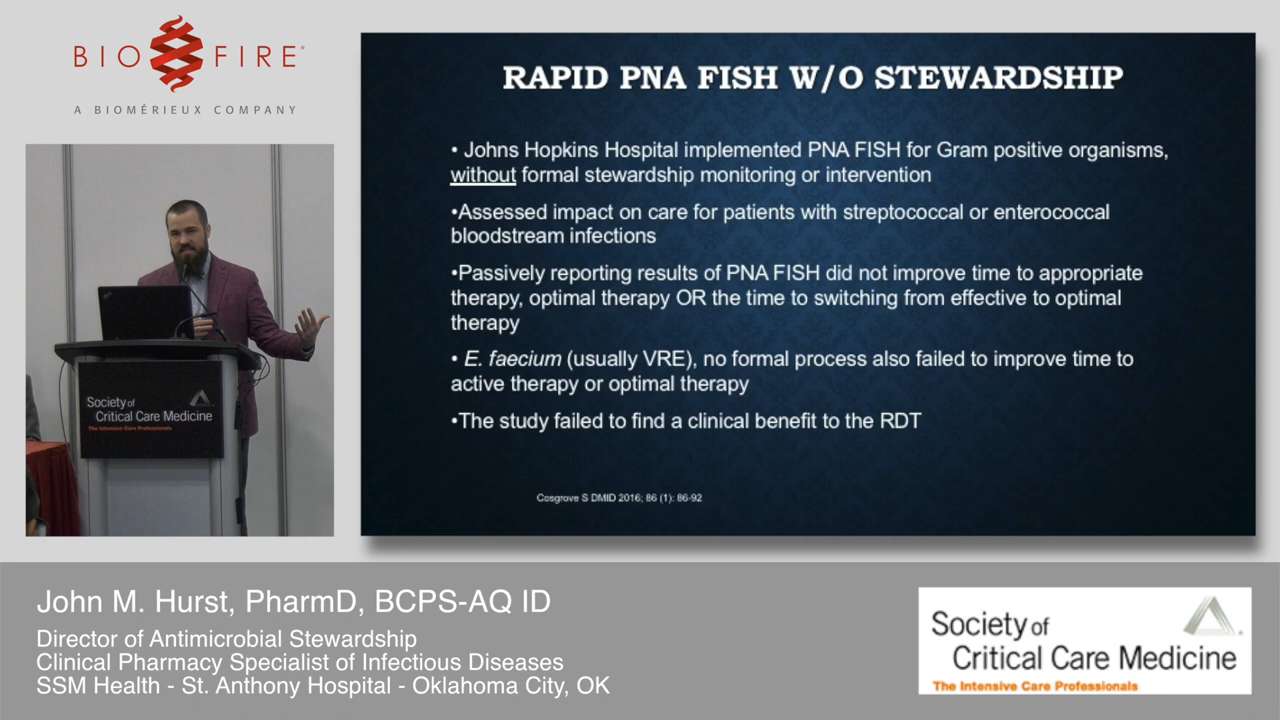 BIO FIRE
A BIOMÉRIEUX COMPANY
RAPID PNA FISH W/O STEWARDSHIP
• Johns Hopkins Hospital implemented PNA FISH for Gram positive organisms,
without formal stewardship monitoring or intervention
•Assessed impact on care for patients with streptococcal or enterococcal
bloodstream infections
•Passively reporting results of PNA FISH did not improve time to appropriate
therapy, optimal therapy OR the time to switching from effective to optimal
therapy
• E. faecium (usually VRE), no formal process also failed to improve time to
active therapy or optimal therapy
•The study failed to find a clinical benefit to the RDT
Cosgrove S DMID 2016; 86 (1): 86-92
Society of
Critical Care Medicine
The Intensive Care Professionals
John M. Hurst, PharmD, BCPS-AQ ID
Director of Antimicrobial Stewardship
Clinical Pharmacy Specialist of Infectious Diseases
SSM Health - St. Anthony Hospital - Oklahoma City, OK
Society of
Critical Care Medicine
The Intensive Care Professionals